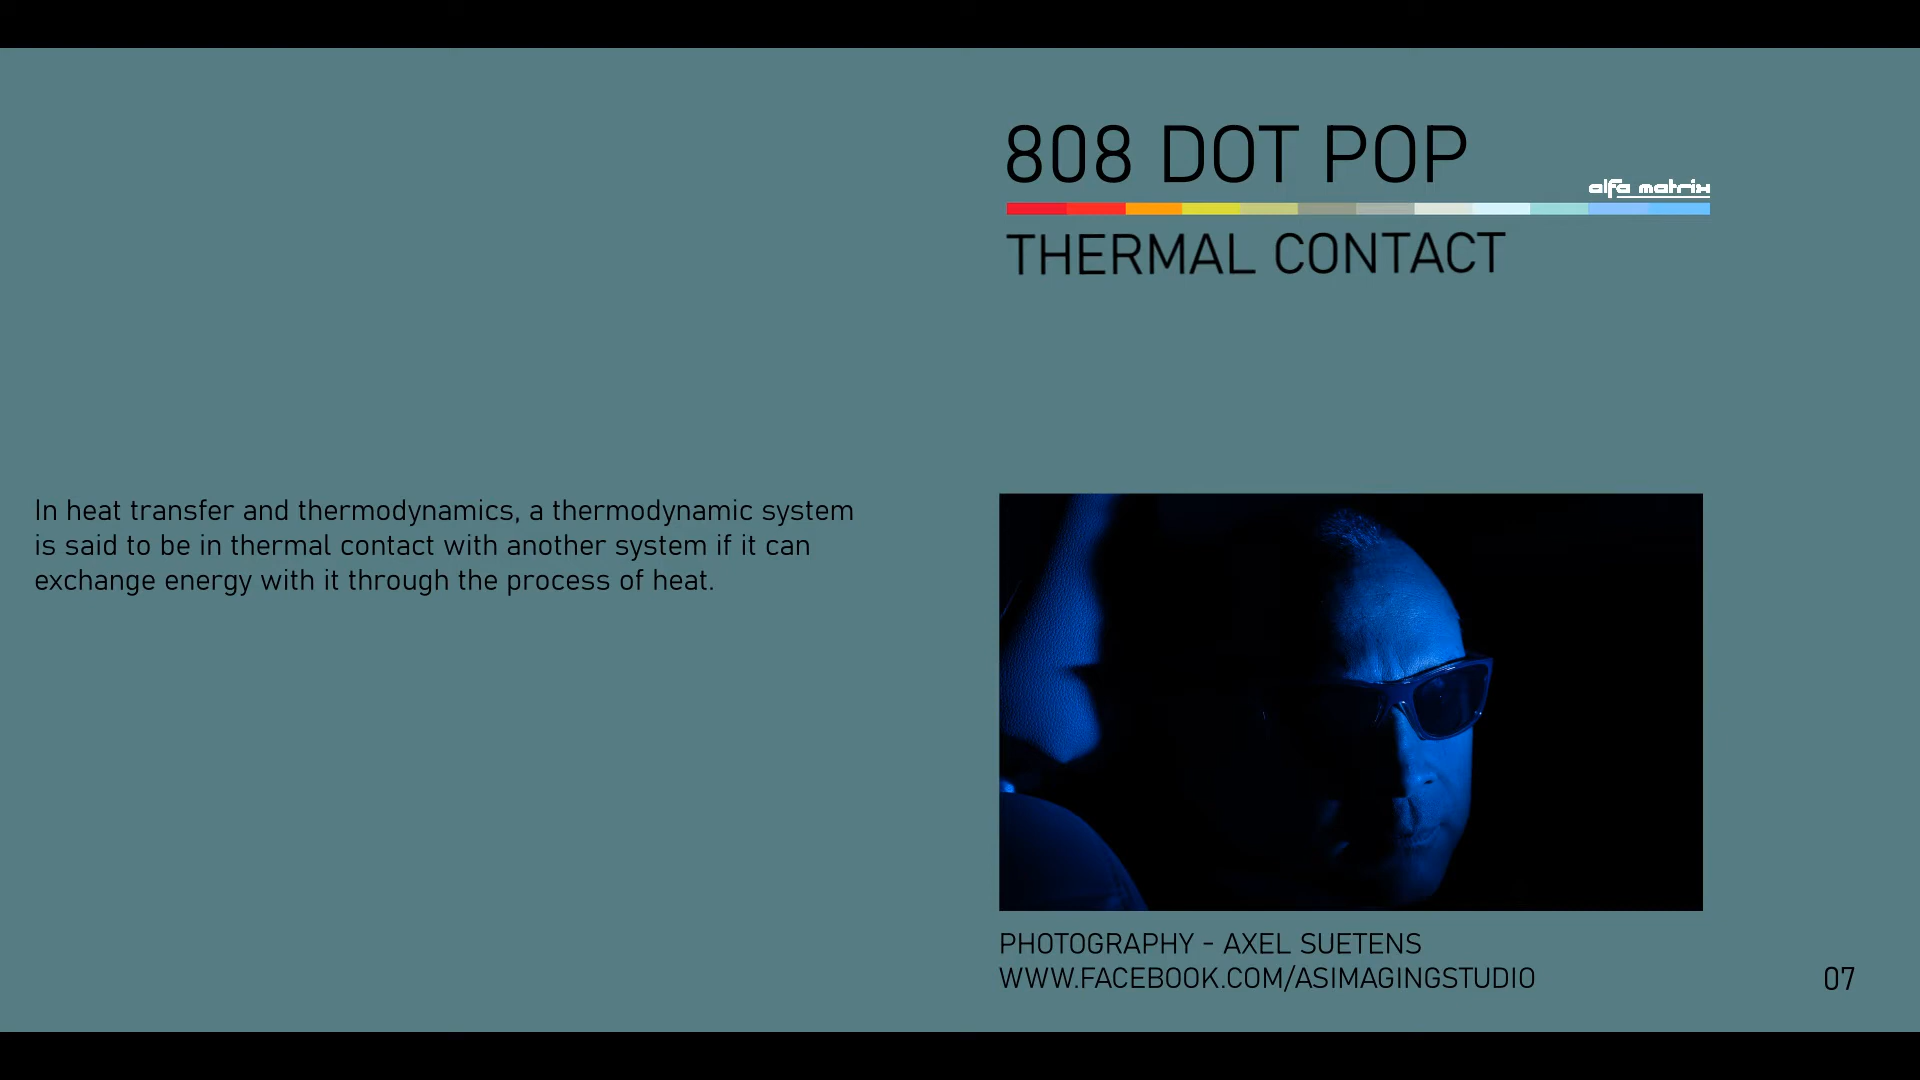 808 DOT POP
alfa matrix
THERMAL CONTACT
In heat transfer and thermodynamics, a thermodynamic system
is said to be in thermal contact with another system if it can
exchange energy with it through the process of heat.
PHOTOGRAPHY - AXEL SUETENS
WWW.FACEBOOK.COM/ASIMAGINGSTUDIO
07